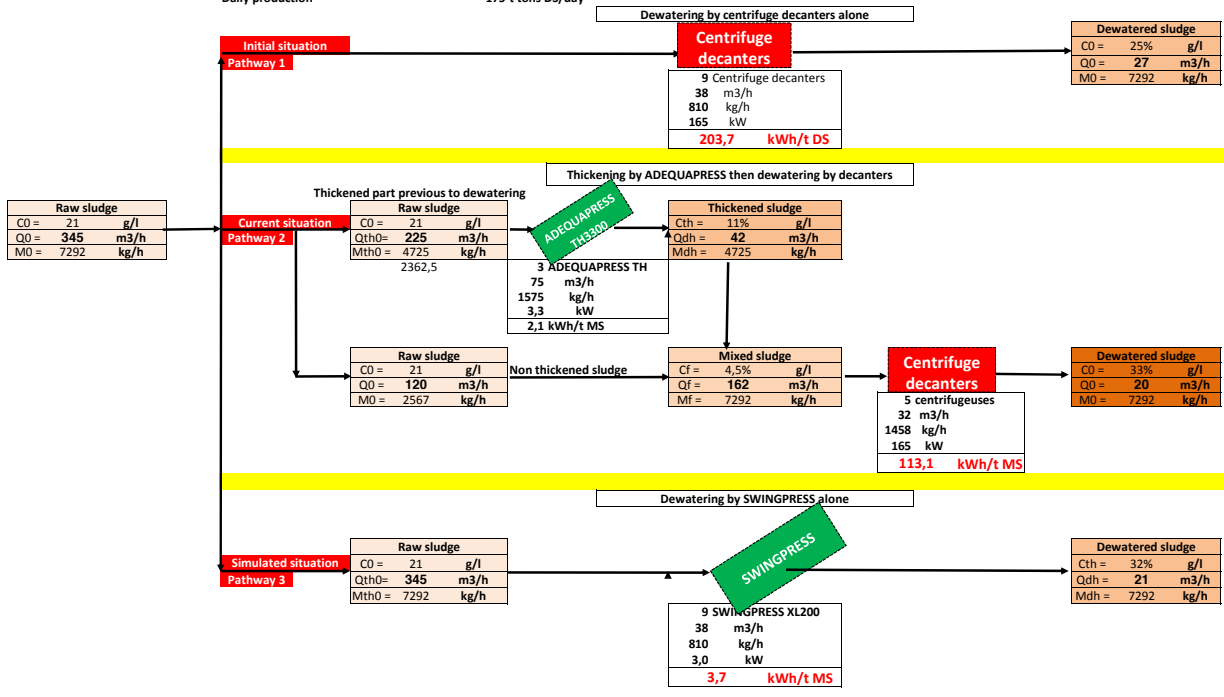 Daily production 175 t tons DS/day
Dewatering by centrifuge decanters alone
Initial situation
Pathway 1
Centrifuge
decanters
9 Centrifuge decanters
38 m3/h
810 kg/h
165 kW
203,7 kWh/t DS
Dewatered sludge
C0 = 25% g/l
Q0 = 27 m3/h
M0 = 7292 kg/h
Thickening by ADEQUAPRESS then dewatering by decanters
Thickened part previous to dewatering
Raw sludge
C0 = 21 g/l
Q0 = 345 m3/h
M0 = 7292 kg/h
Current situation
Pathway 2
Raw sludge
C0 = 21 g/l
Qth0= 225 m3/h
Mth0 = 4725 kg/h
2362,5
ADEQUAPRESS
TH3300
3 ADEQUAPRESS TH
75 m3/h
1575 kg/h
3,3 kW
2,1 kWh/t MS
Thickened sludge
Cth = 11% g/l
Qdh = 42 m3/h
Mdh = 4725 kg/h
Raw sludge
C0 = 21 g/l
Q0 = 120 m3/h
M0 = 2567 kg/h
Non thickened sludge
Mixed sludge
Cf = 4,5% g/l
Qf = 162 m3/h
Mf = 7292 kg/h
Centrifuge
decanters
5 centrifugeuses
32 m3/h
1458 kg/h
165 kW
113,1 kWh/t MS
Dewatered sludge
C0 = 33% g/l
Q0 = 20 m3/h
M0 = 7292 kg/h
Dewatering by SWINGPRESS alone
Simulated situation
Pathway 3
Raw sludge
C0 = 21 g/l
Qth0= 345 m3/h
Mth0 = 7292 kg/h
SWINGPRESS
9 SWINGPRESS XL200
38 m3/h
810 kg/h
3,0 kW
3,7 kWh/t MS
Dewatered sludge
Cth = 32% g/l
Qdh = 21 m3/h
Mdh = 7292 kg/h